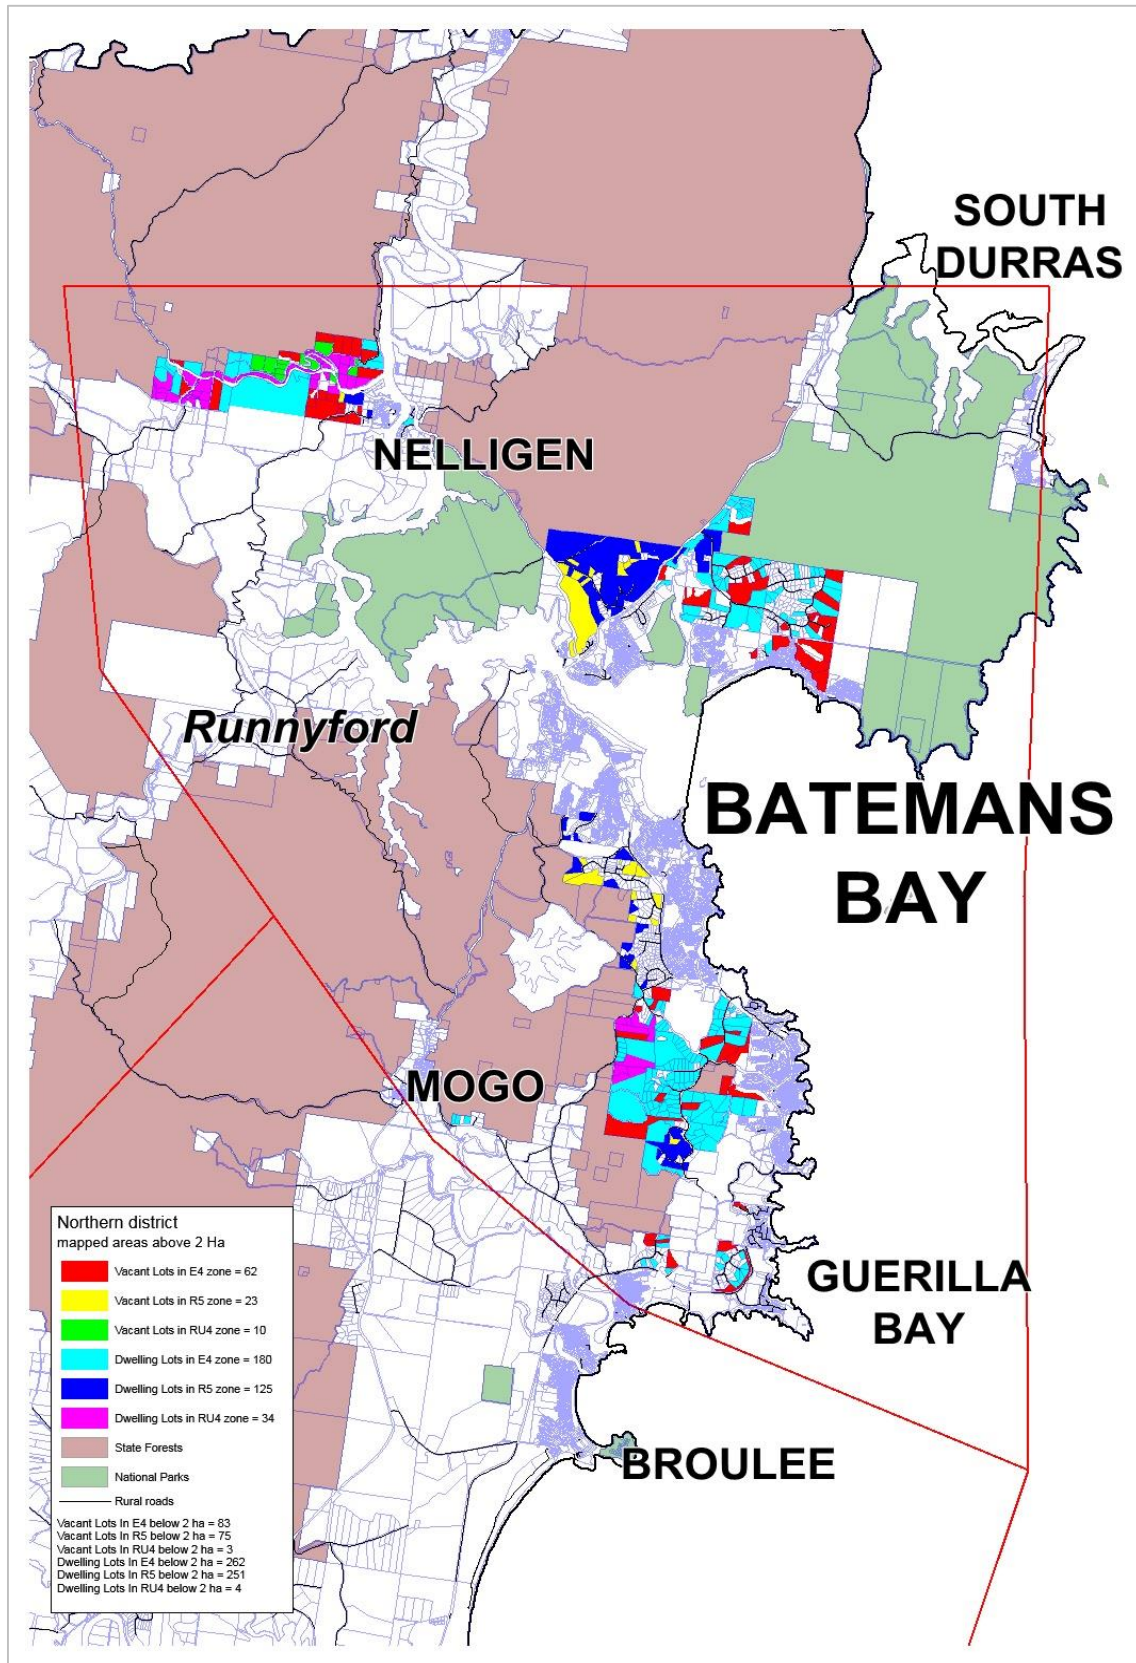 SOUTH
DURRAS
NELLIGEN
Runnyford
BATEMANS
BAY
MOGO
GUERILLA
BAY
BROULEE
Northern district
mapped areas above 2 Ha
Vacant Lots in E4 zone = 62
Vacant Lots in R5 zone = 23
Vacant Lots in RU4 zone = 10
Dwelling Lots in E4 zone = 180
Dwelling Lots in R5 zone = 125
Dwelling Lots in RU4 zone = 34
State Forests
National Parks
Rural roads
Vacant Lots In E4 below 2 ha = 83
Vacant Lots In R5 below 2 ha = 75
Vacant Lots In RU4 below 2 ha = 3
Dwelling Lots In E4 below 2 ha = 262
Dwelling Lots In R5 below 2 ha = 251
Dwelling Lots In RU4 below 2 ha = 4